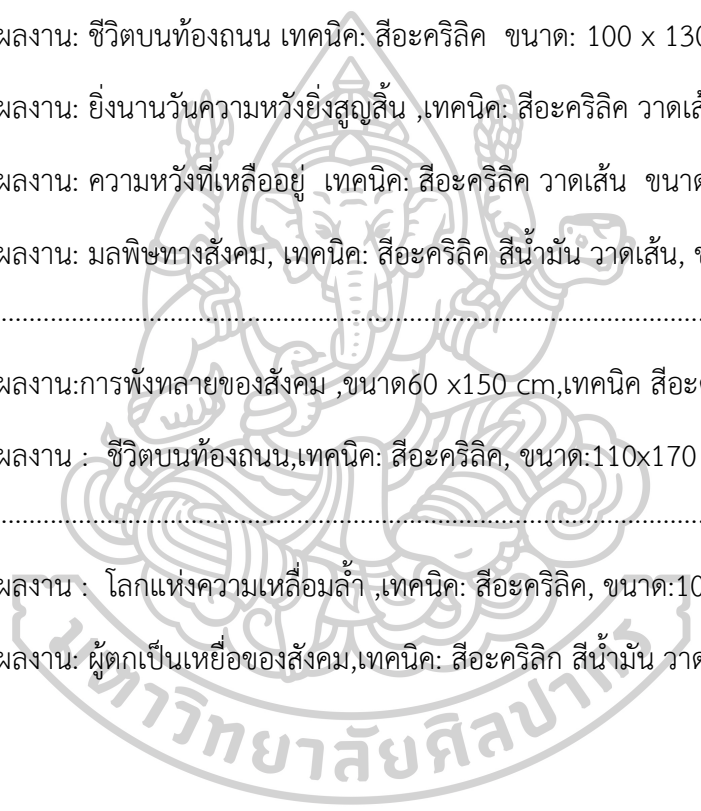 ผลงาน: ชีวิตบนท้องถนน เทคนิค: สีอะคริลิค ขนาด: 100 x 130
ผลงาน: ยิ่งนานวันความหวังยิ่งสูญสิ้น ,เทคนิค: สีอะคริลิค
ผลงาน: ความหวังที่เหลืออยู่ เทคนิค: สีอะคริลิค วาดเส้น ขนาด
ผลงาน: มลพิษทางสังคม, เทคนิค: สีอะคริลิค สีน้ำมัน วาดเส้น,
ผลงาน:การพังทลายของสังคม ,ขนาด60 x150 cm,เทคนิค
ผลงาน : ชีวิตบนท้องถนน,เทคนิค: สีอะคริลิค, ขนาด:110x170
ผลงาน : โลกแห่งความเหลื่อมล้ำ ,เทคนิค: สีอะคริลิค, ขนาด:10
ผลงาน: ผู้ตกเป็นเหยื่อของสังคม,เทคนิค: สีอะคริลิก สีน้ำมัน
มหาวิทยาลัยศิลปากร